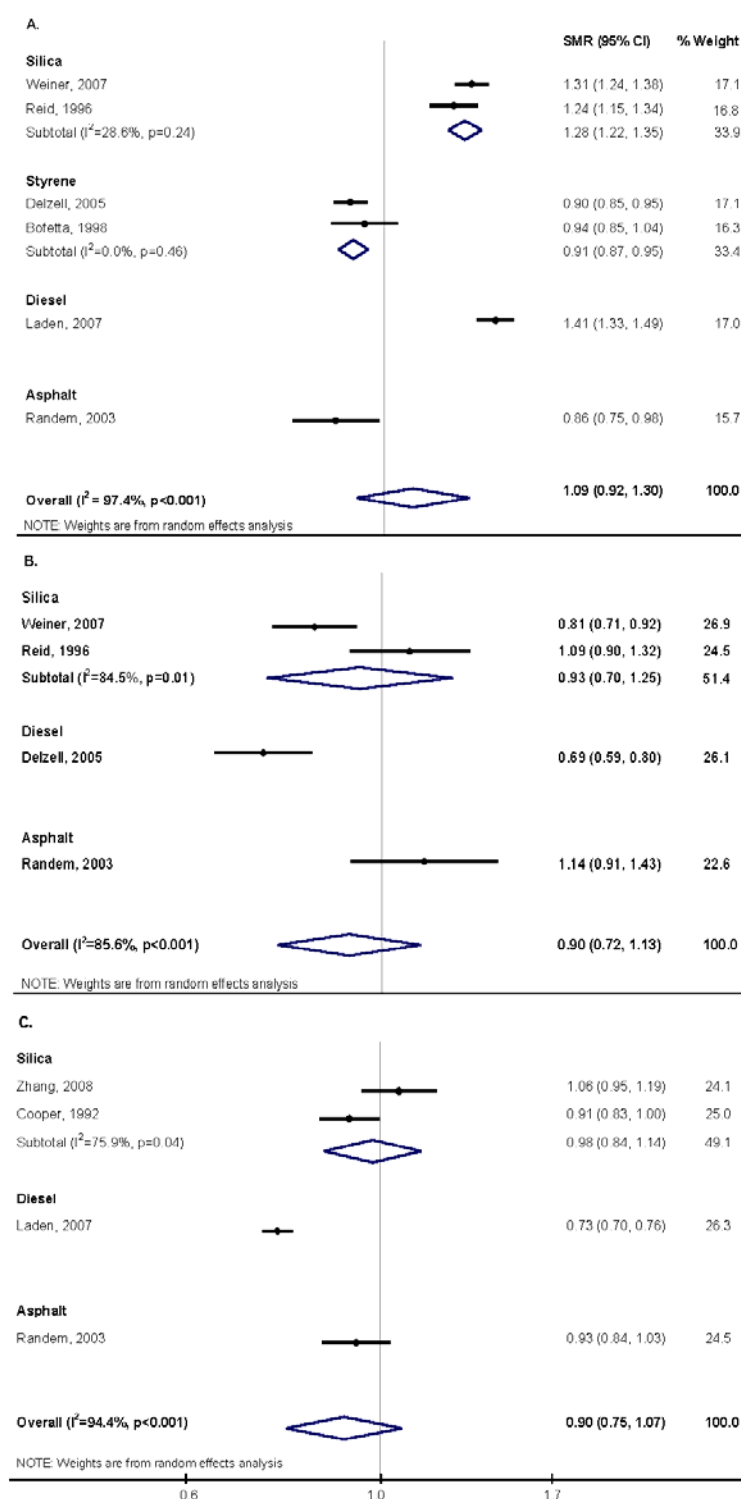 A.
SMR (95% CI) % Weight
Silica
Weiner, 2007 1.31 (1.24, 1.38) 17.1
Reid, 1996 1.24 (1.15, 1.34) 16.8
Subtotal (I²=28.6%, p=0.24) 1.28 (1.22, 1.35) 33.9
Styrene
Delzell, 2005 0.90 (0.85, 0.95) 17.1
Bofetta, 1998 0.94 (0.85, 1.04) 16.3
Subtotal (I²=0.0%, p=0.46) 0.91 (0.87, 0.95) 33.4
Diesel
Laden, 2007 1.41 (1.33, 1.49) 17.0
Asphalt
Randem, 2003 0.86 (0.75, 0.98) 15.7
Overall (I² = 97.4%, p<0.001) 1.09 (0.92, 1.30) 100.0
NOTE: Weights are from random effects analysis
B.
Silica
Weiner, 2007 0.81 (0.71, 0.92) 26.9
Reid, 1996 1.09 (0.90, 1.32) 24.5
Subtotal (I²=84.5%, p=0.01) 0.93 (0.70, 1.25) 51.4
Diesel
Delzell, 2005 0.69 (0.59, 0.80) 26.1
Asphalt
Randem, 2003 1.14 (0.91, 1.43) 22.6
Overall (I²=85.6%, p<0.001) 0.90 (0.72, 1.13) 100.0
NOTE: Weights are from random effects analysis
C.
Silica
Zhang, 2008 1.06 (0.95, 1.19) 24.1
Cooper, 1992 0.91 (0.83, 1.00) 25.0
Subtotal (I²=75.9%, p=0.04) 0.98 (0.84, 1.14) 49.1
Diesel
Laden, 2007 0.73 (0.70, 0.76) 26.3
Asphalt
Randem, 2003 0.93 (0.84, 1.03) 24.5
Overall (I²=94.4%, p<0.001) 0.90 (0.75, 1.07) 100.0
NOTE: Weights are from random effects analysis
0.6 1.0 1.7